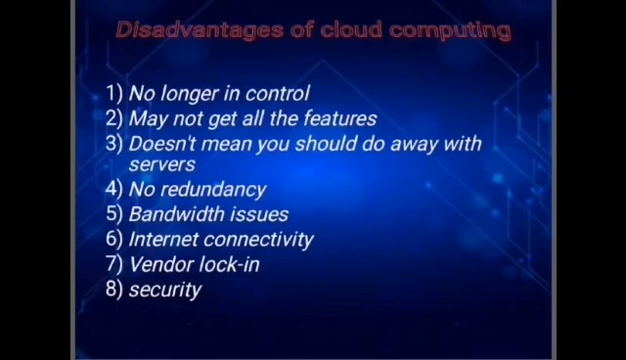 Disadvantages of cloud computing
1) No longer in control
2) May not get all the features
3) Doesn't mean you should do away with
servers
4) No redundancy
5) Bandwidth issues
6) Internet connectivity
7) Vendor lock-in
8) security